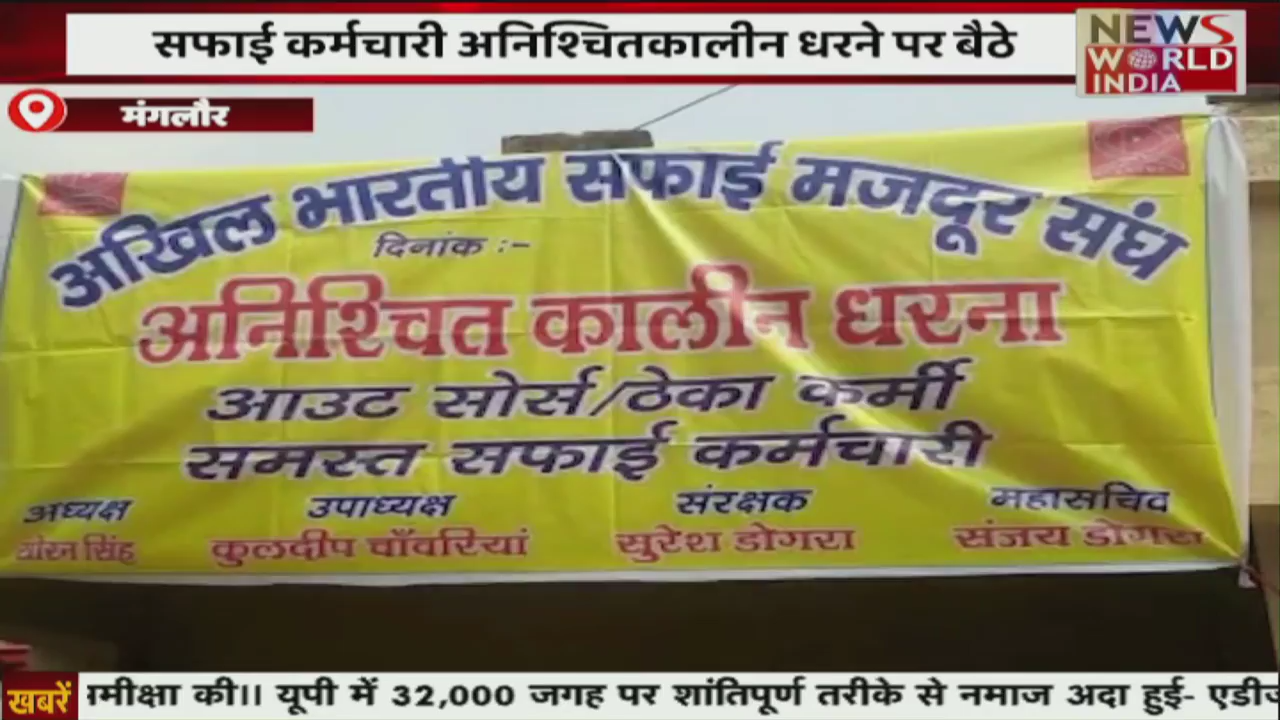 सफाई कर्मचारी अनिश्चितकालीन धरने पर बैठे
NEWS
WORLD
INDIA
मंगलौर
अखिल भारतीय सफाई मजदूर संघ
दिनांक :-
अनिश्चित कालीन धरना
आउट सोर्स/ठेका कर्मी
समस्त सफाई कर्मचारी
अध्यक्ष उपाध्यक्ष संरक्षक महासचिव
सिंह कुलदीप चाँवरियां सुरेश डोगरा संजय डोगरा
खबरें की।। यूपी में 32,000 जगह पर शांतिपूर्ण तरीके से नमाज अदा हुई-